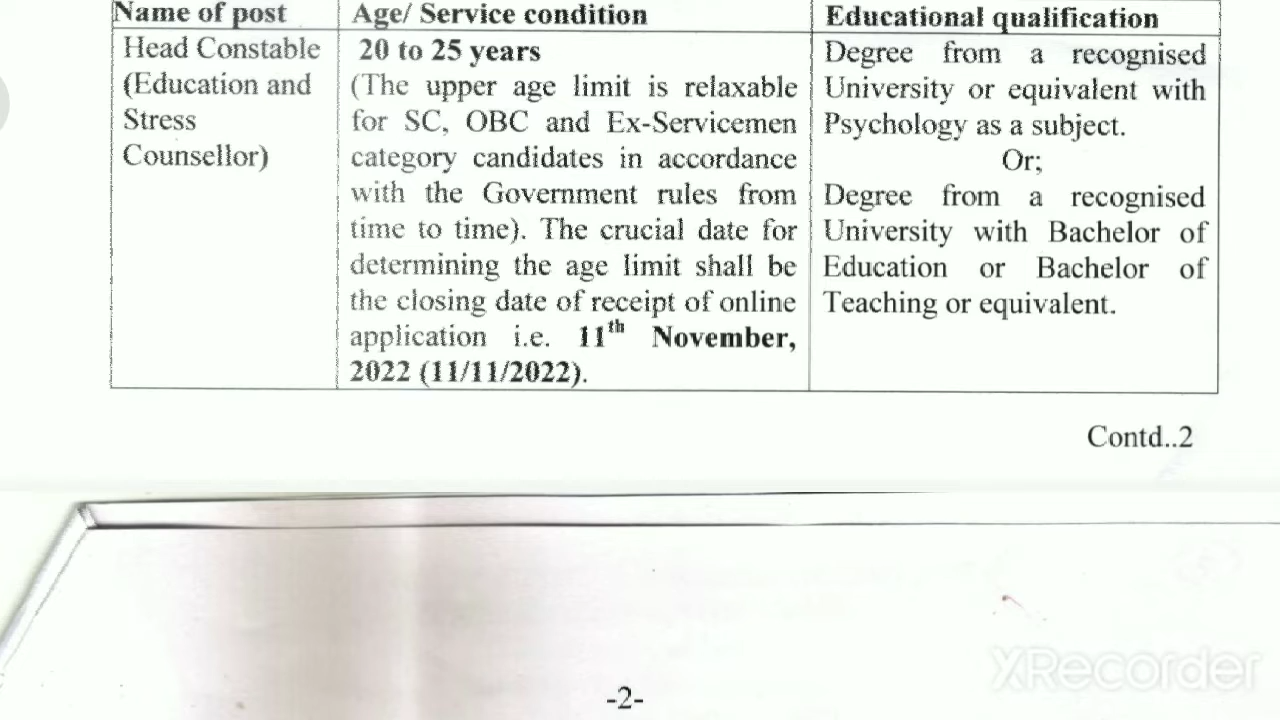 Name of post
Age/ Service condition
Educational qualification
Head Constable
(Education and
Stress
Counsellor)
20 to 25 years
(The upper age limit is relaxable
for SC, OBC and Ex-Servicemen
category candidates in accordance
with the Government rules from
time to time). The crucial date for
determining the age limit shall be
the closing date of receipt of online
application i.e. 11th November,
2022 (11/11/2022).
Degree from a recognised
University or equivalent with
Psychology as a subject.
Or;
Degree from a recognised
University with Bachelor of
Education or Bachelor of
Teaching or equivalent.
Contd..2
-2-
XRecorder